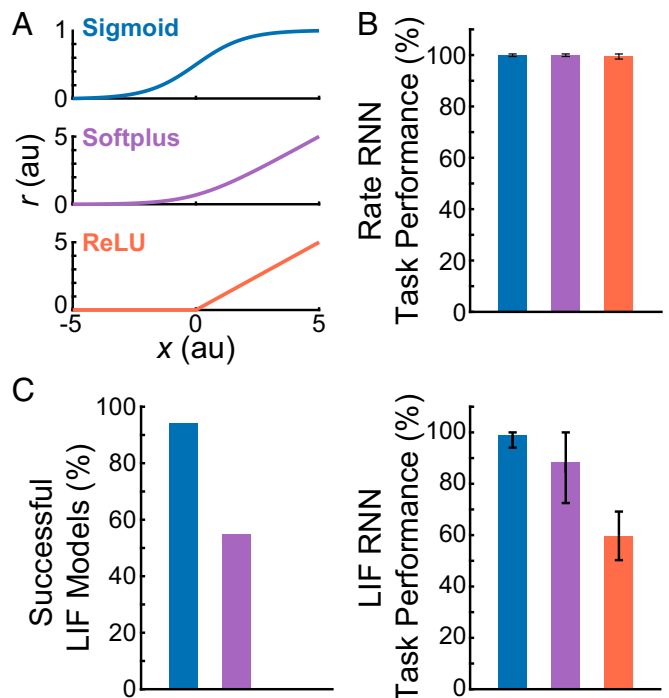 A
Sigmoid
1
0
Softplus
5
0
ReLU
5
0
-5 0 5
r (au)
x (au)
B
100
80
60
40
20
0
Rate RNN
Task Performance (%)
C
100
80
60
40
20
0
Successful
LIF Models (%)
100
80
60
40
20
0
LIF RNN
Task Performance (%)